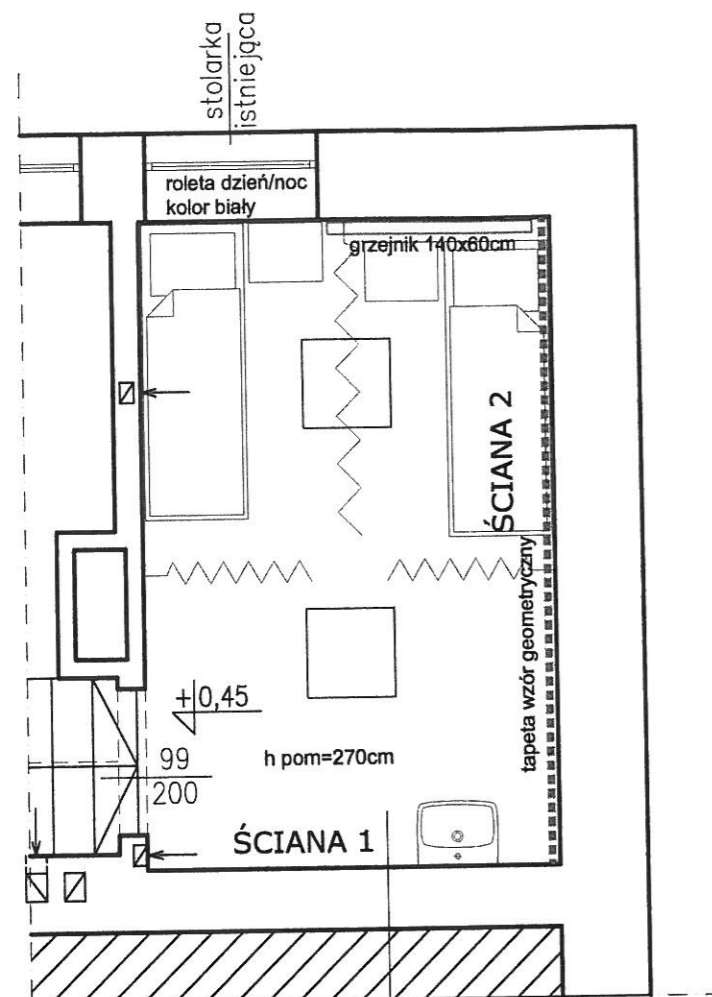 stolarka
istniejąca
roleta dzień/noc
kolor biały
grzejnik 140x60cm
ŚCIANA 2
tapeta wzór geometryczny
+0,45
99
200
h pom=270cm
ŚCIANA 1